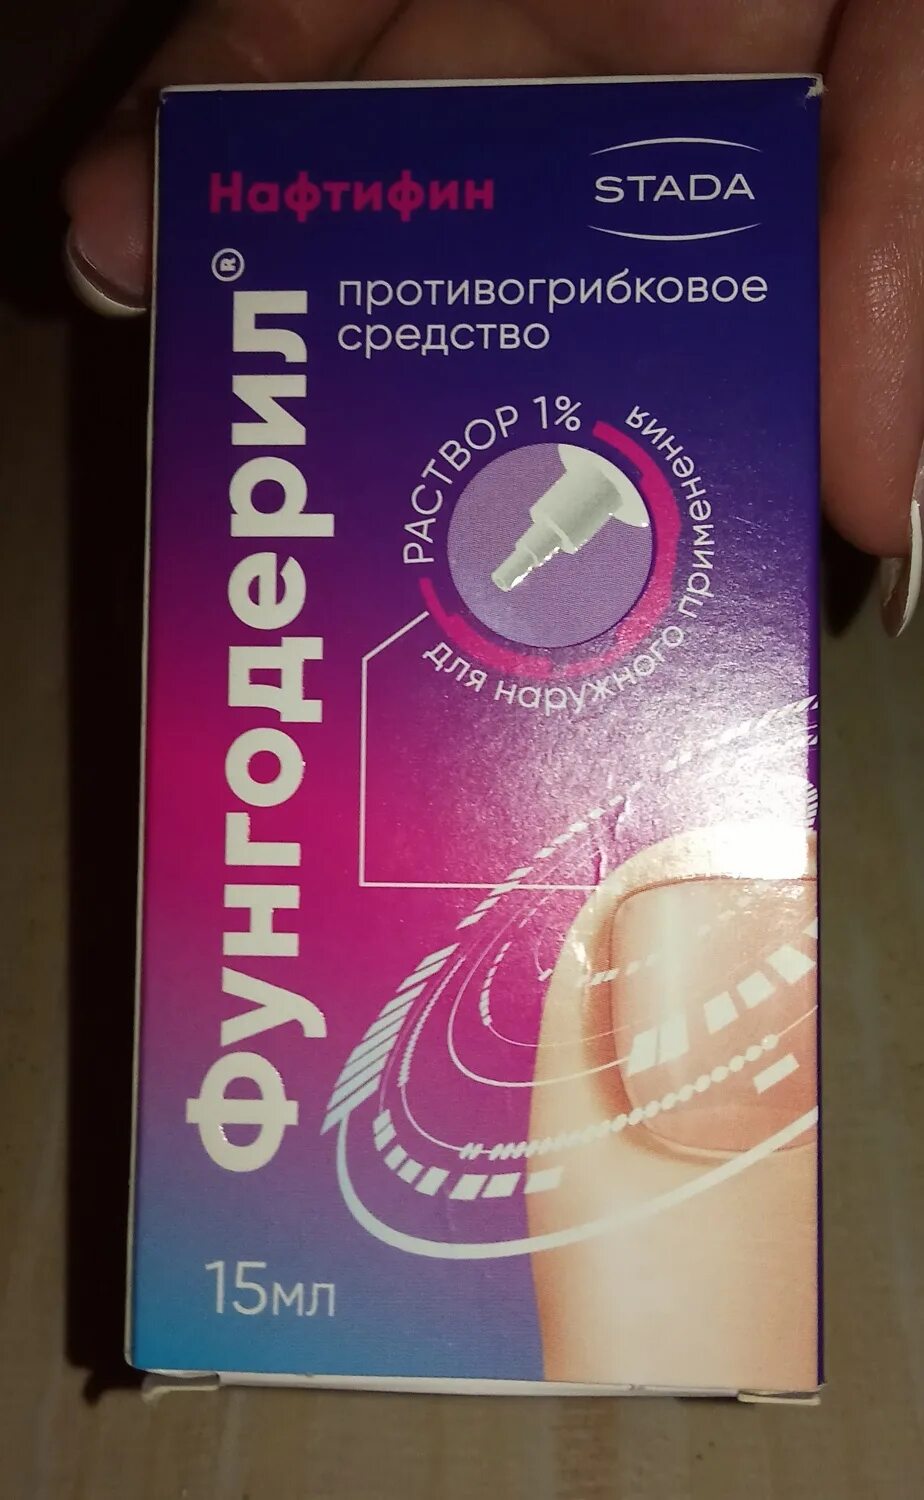 Нафтифин
STADA
Фунгодерил®
противогрибковое
средство
РАСТВОР 1%
для наружного применения
15мл